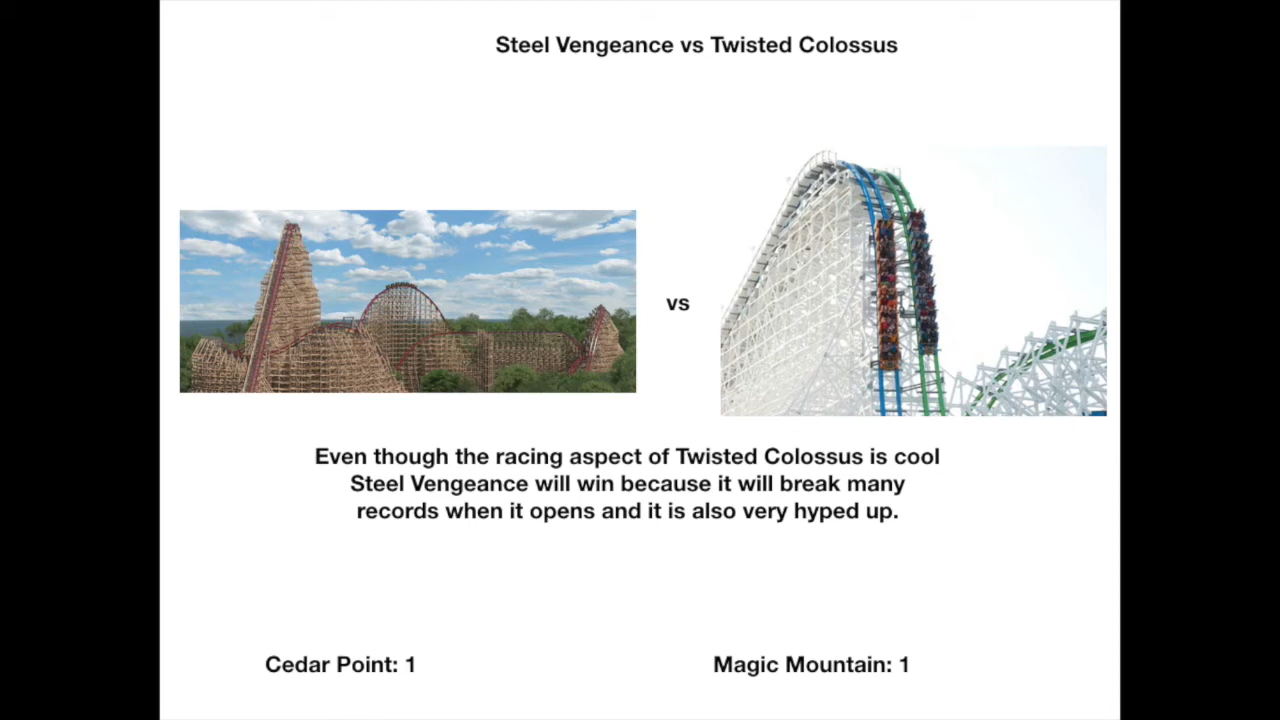 Steel Vengeance vs Twisted Colossus
vs
Even though the racing aspect of Twisted Colossus is cool
Steel Vengeance will win because it will break many
records when it opens and it is also very hyped up.
Cedar Point: 1
Magic Mountain: 1